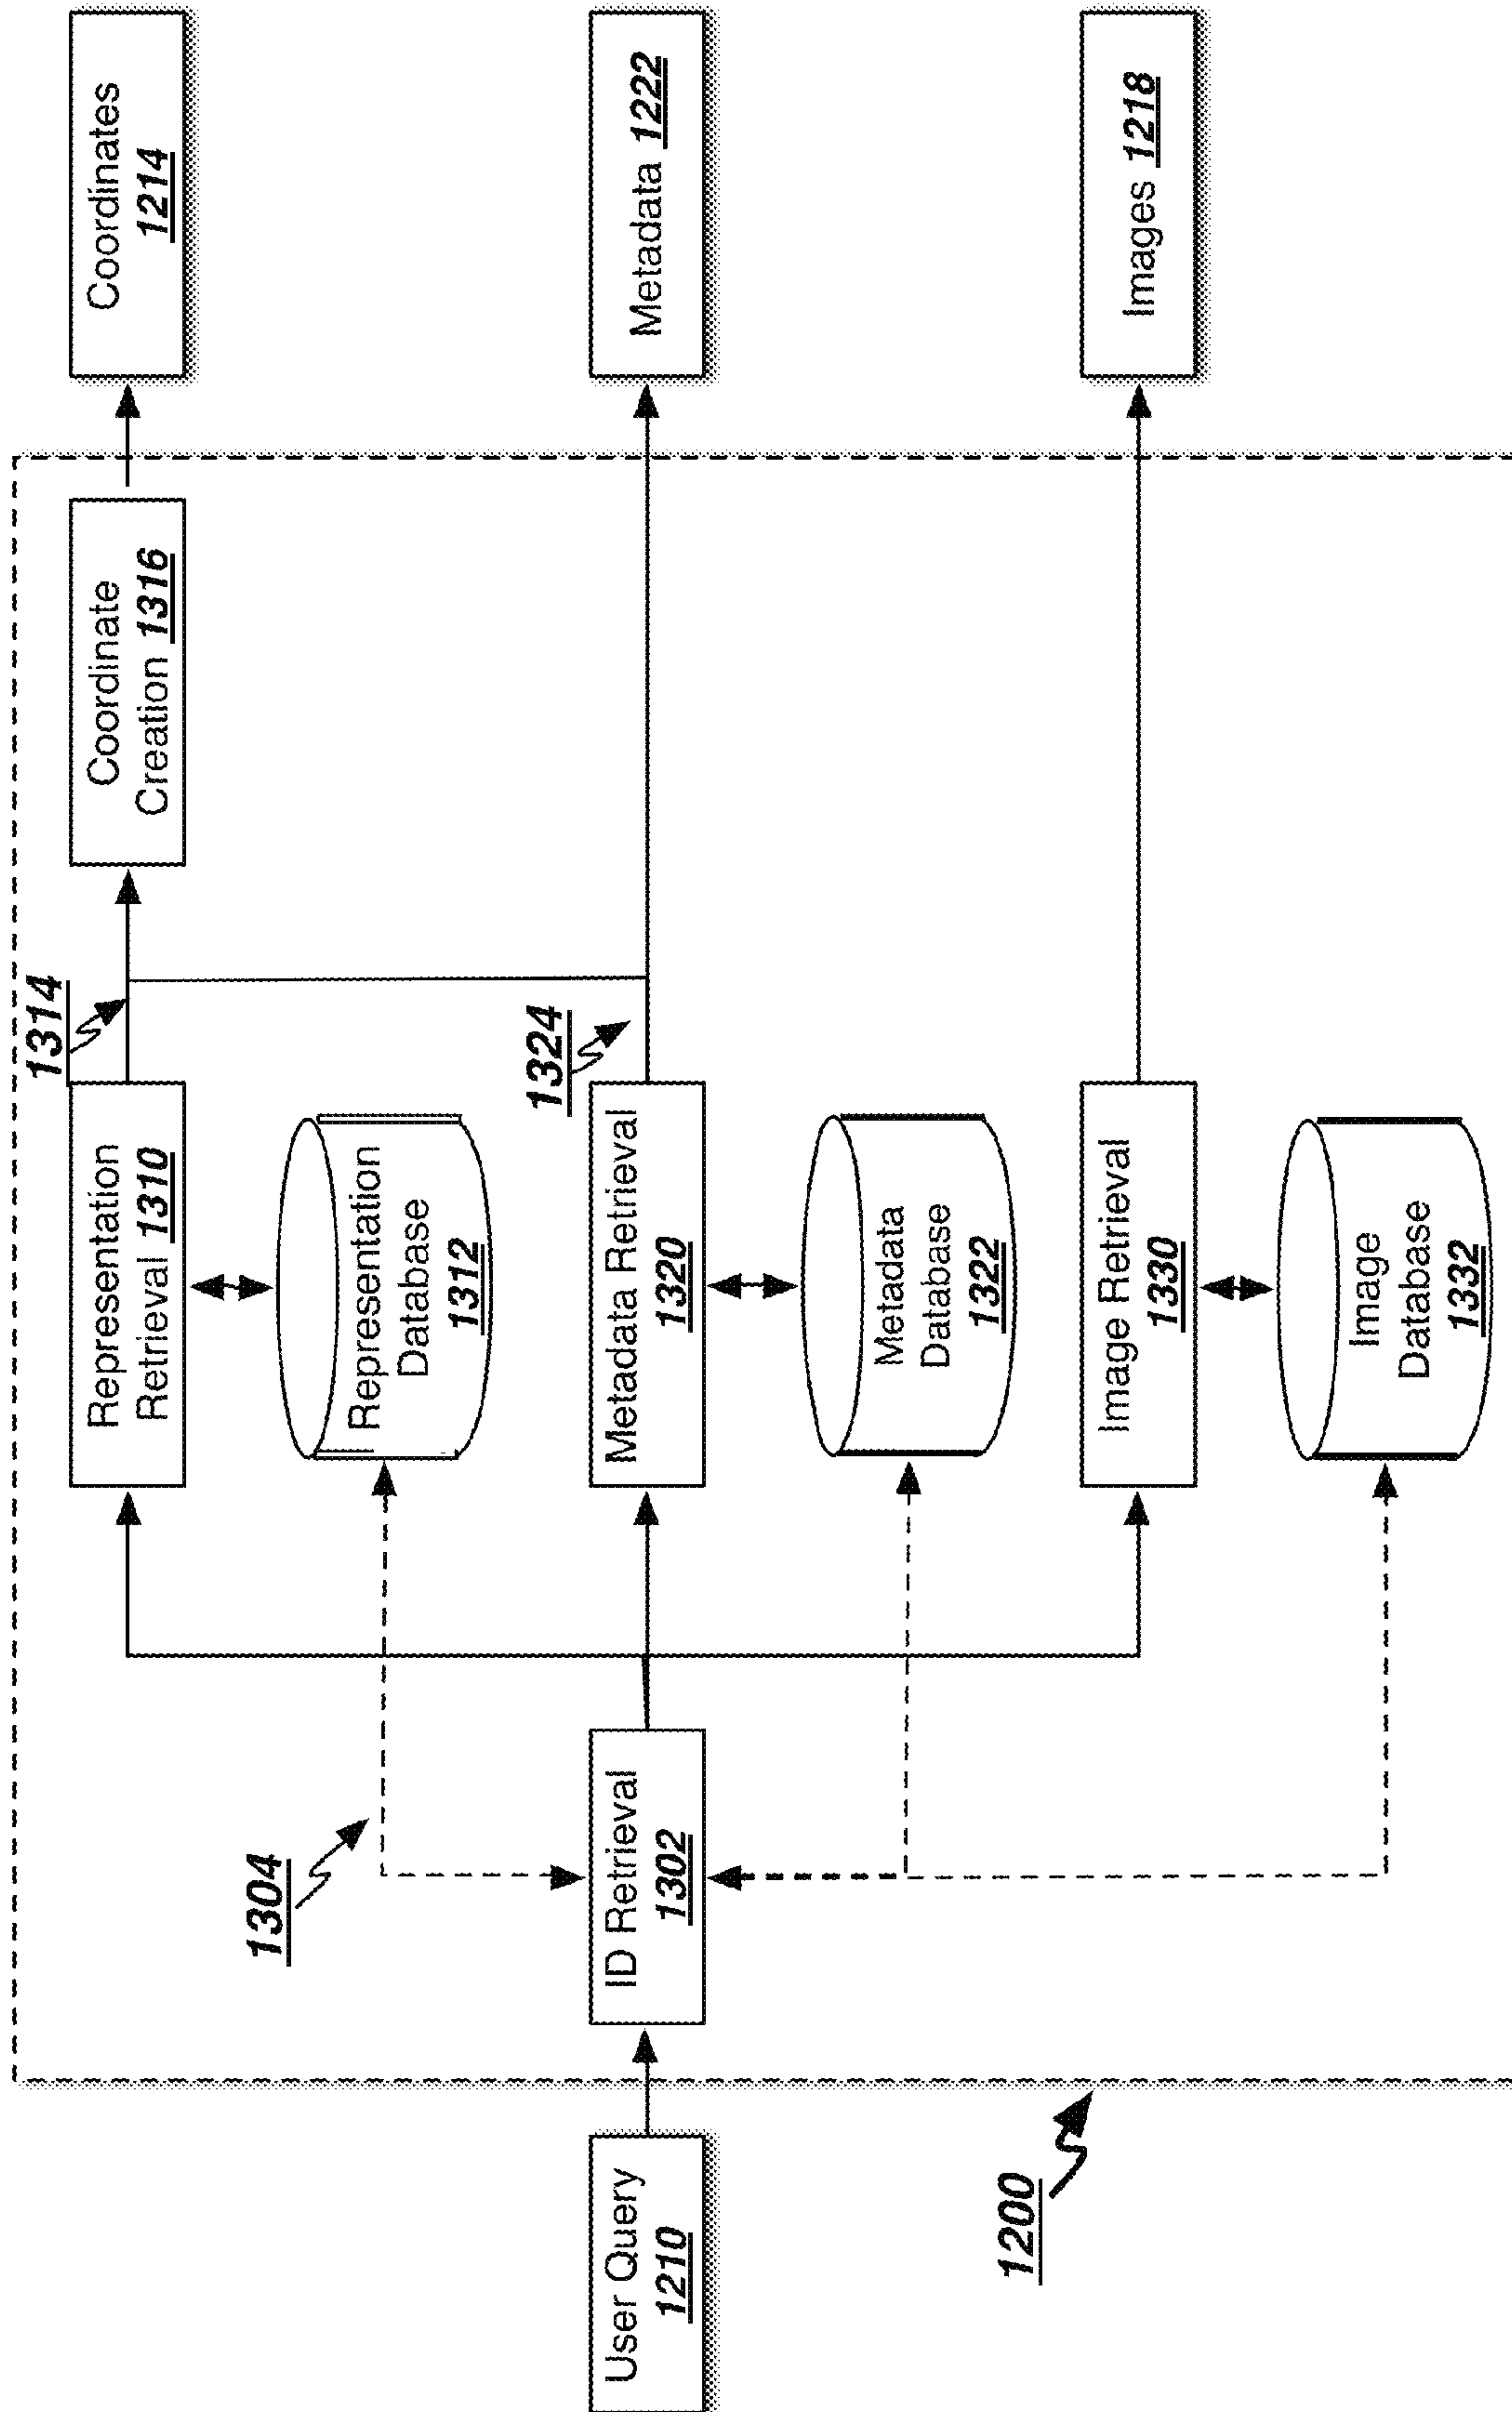 User Query
1210
1200
ID Retrieval
1302
1304
Representation
Retrieval 1310
Representation
Database
1312
1314
Metadata Retrieval
1320
Metadata
Database
1322
1324
Image Retrieval
1330
Image
Database
1332
Coordinate
Creation 1316
Coordinates
1214
Metadata 1222
Images 1218